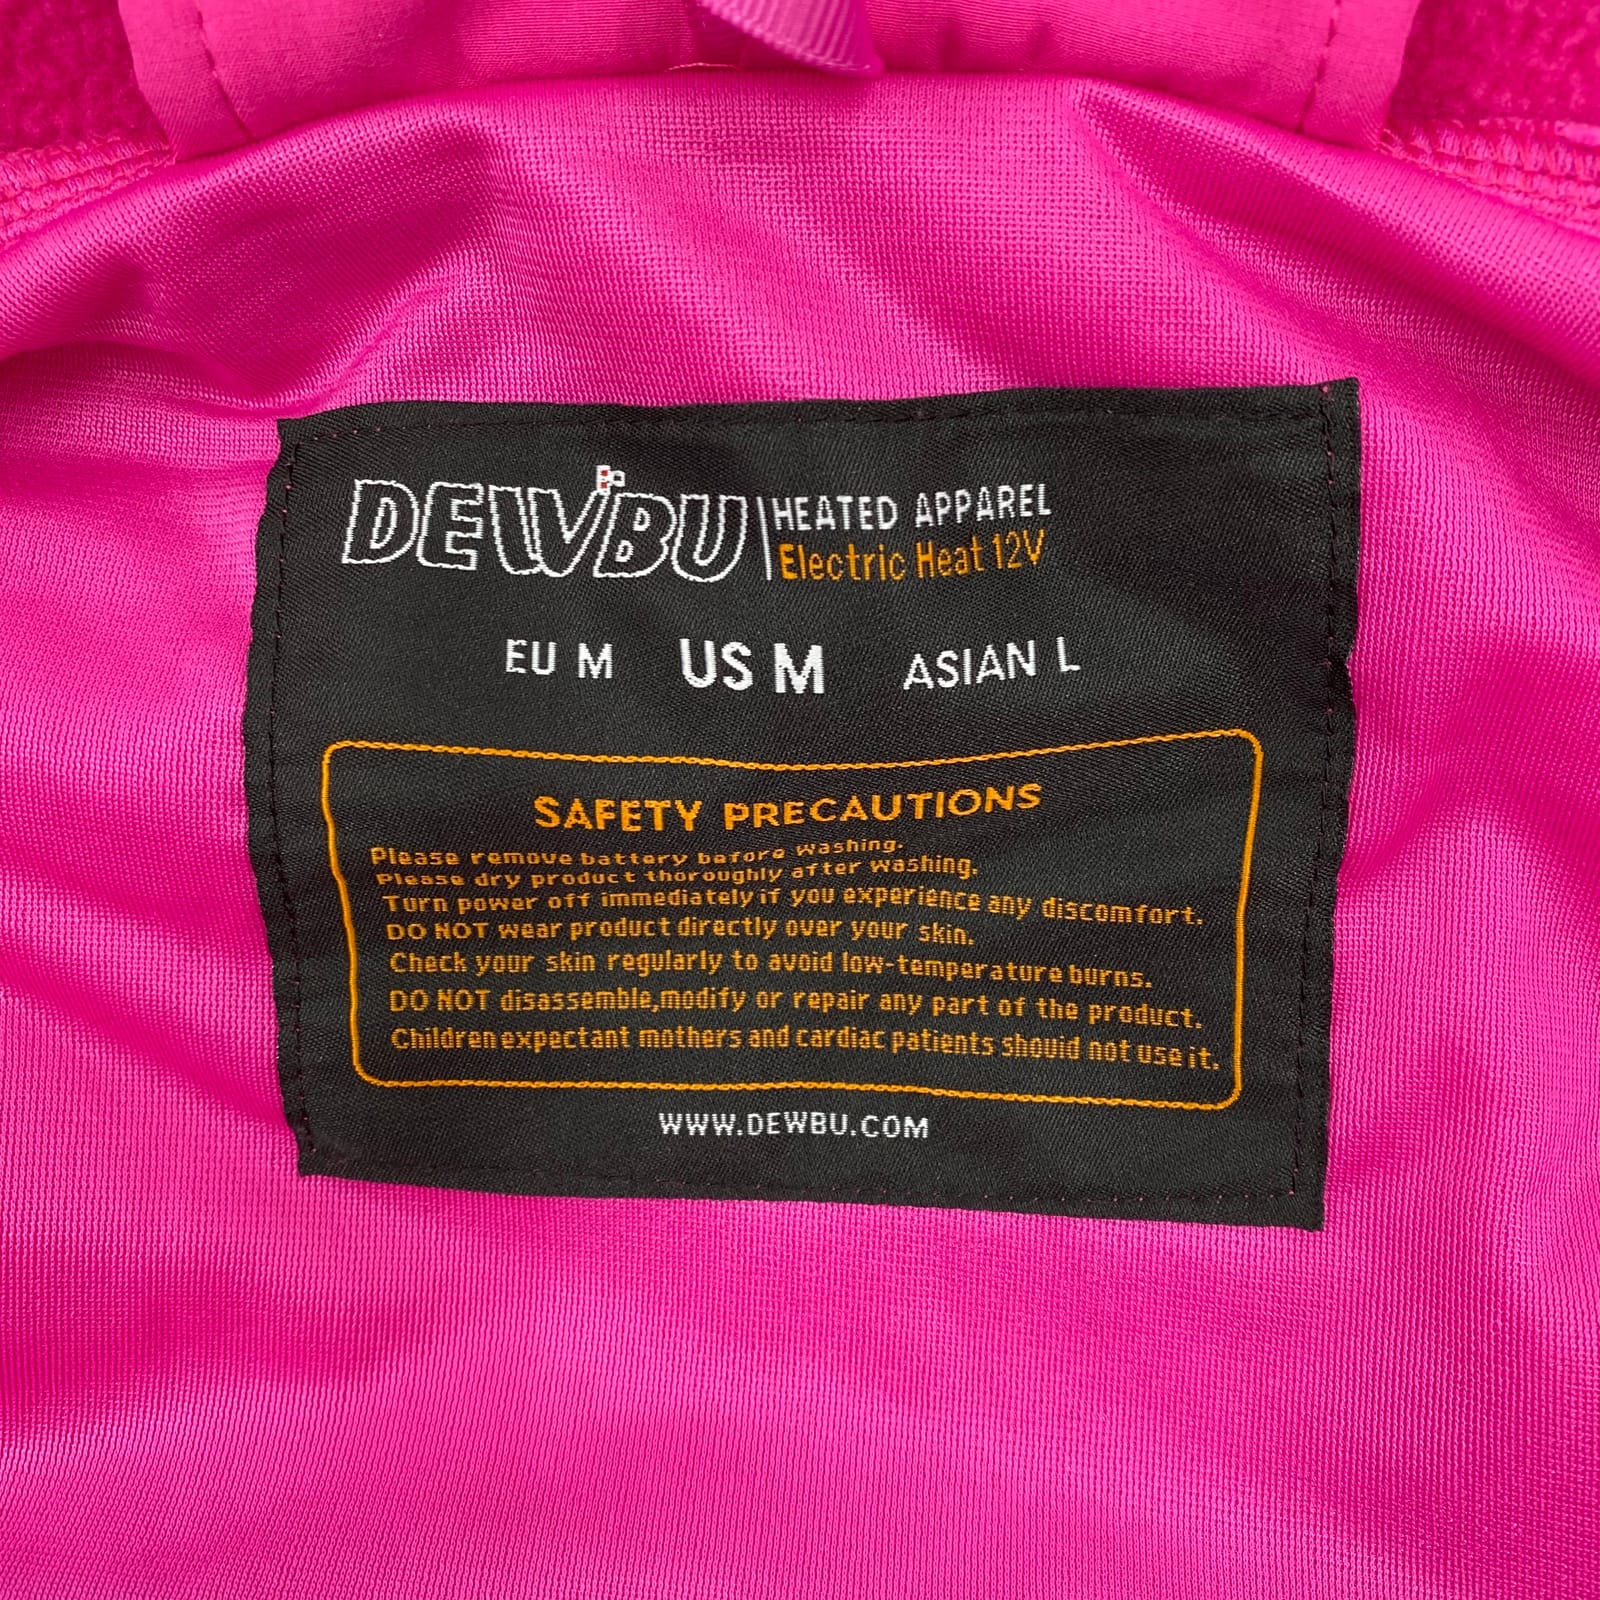 DEWBU
HEATED APPAREL
Electric Heat 12V
EU M US M ASIAN L
SAFETY PRECAUTIONS
Please remove battery before washing.
Please dry product thoroughly after washing.
Turn power off immediately if you experience any discomfort.
DO NOT wear product directly over your skin.
Check your skin regularly to avoid low-temperature burns.
DO NOT disassemble,modify or repair any part of the product.
Children expectant mothers and cardiac patients shouid not use it.
WWW.DEWBU.COM